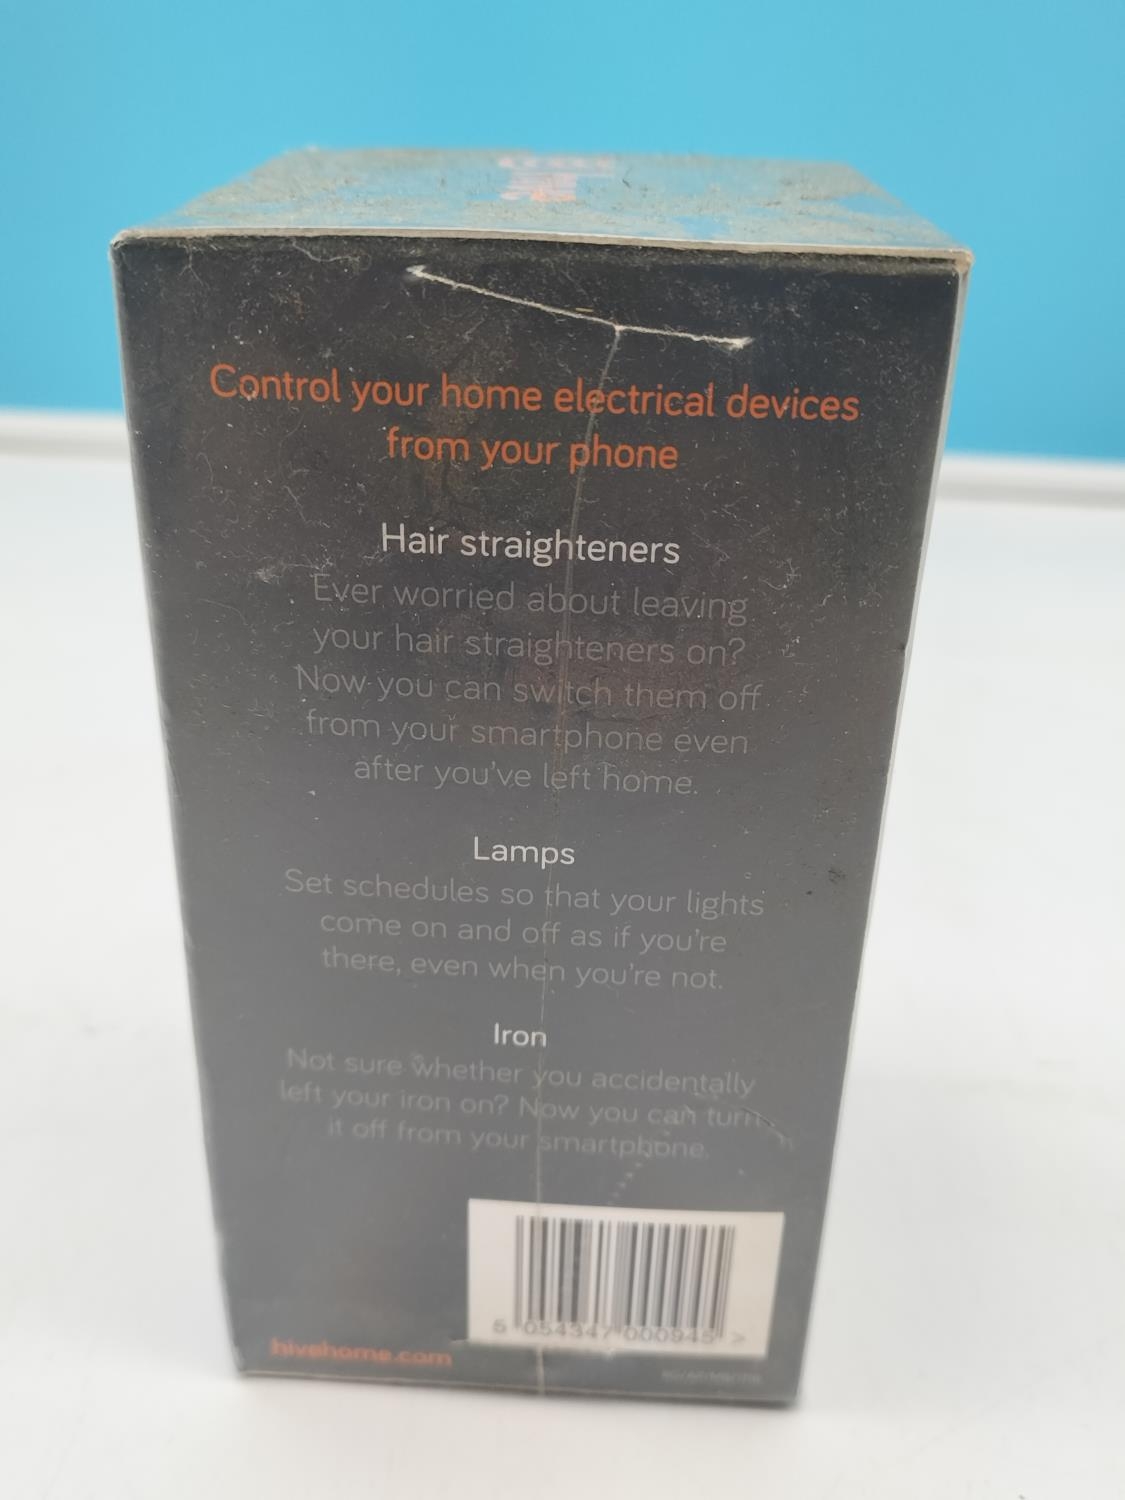 Control your home electrical devices
from your phone
Hair straighteners
Ever worried about leaving
your hair straighteners on?
Now you can switch them off
from your smartphone even
after you've left home.
Lamps
Set schedules so that your lights
come on and off as if you're
there, even when you're not.
Iron
Not sure whether you accidentally
left your iron on? Now you can turn
it off from your smartphone.
5 054347 000945 >
hivehome.com